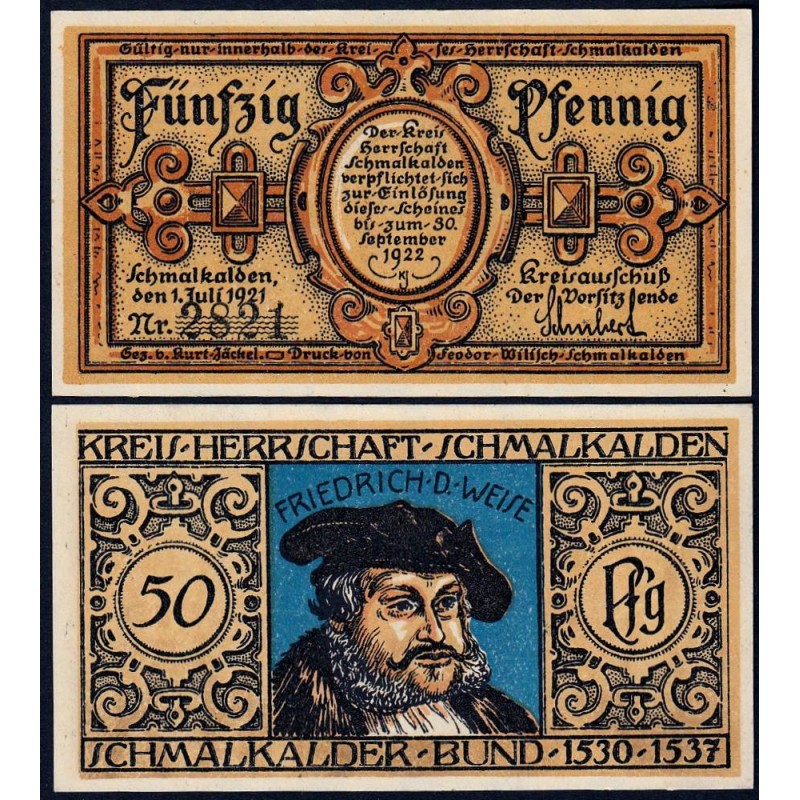 Gültig-nur-innerhalb-des-Krei- ses-Herrschaft-Schmalkalden
Fünfzig Pfennig
Der-Kreis
Herrschaft
Schmalkalden
verpflichtet-sich
zur-Einlösung
dieses-Scheines
bis-zum-30.
September
1922
KJ
Schmalkalden,
den 1. Juli 1921
Nr. 2821
Kreisausschuß
Der Vorsitzende
Gez. v. Kurt-Jäckel. Druck-von Feodor-Wilisch-Schmalkalden
KREIS-HERRSCHAFT-SCHMALKALDEN
FRIEDRICH·D·WEISE
50
Pfg
SCHMALKALDER·BUND·1530-1537